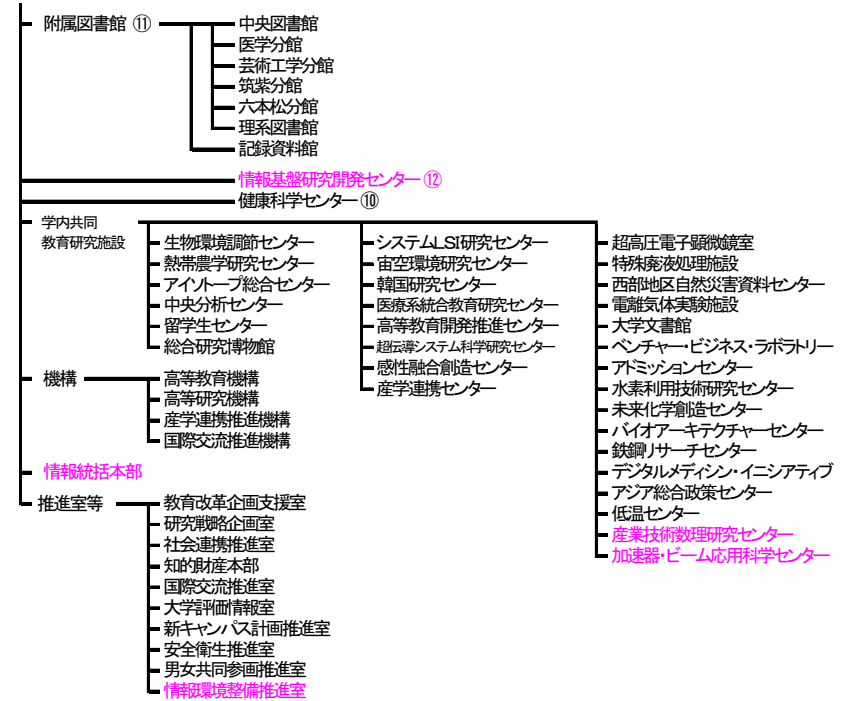 附属図書館 ⑪
中央図書館
医学分館
芸術工学分館
筑紫分館
六本松分館
理系図書館
記録資料館
情報基盤研究開発センター ⑫
健康科学センター ⑩
学内共同
教育研究施設
生物環境調節センター
熱帯農学研究センター
アイソトープ総合センター
中央分析センター
留学生センター
総合研究博物館
システムLSI研究センター
宙空環境研究センター
韓国研究センター
医療系統合教育研究センター
高等教育開発推進センター
超伝導システム科学研究センター
感性融合創造センター
産学連携センター
超高圧電子顕微鏡室
特殊廃液処理施設
西部地区自然災害資料センター
電離気体実験施設
大学文書館
ベンチャー・ビジネス・ラボラトリー
アドミッションセンター
水素利用技術研究センター
未来化学創造センター
バイオアーキテクチャーセンター
鉄鋼リサーチセンター
デジタルメディシン・イニシアティブ
アジア総合政策センター
低温センター
産業技術数理研究センター
加速器・ビーム応用科学センター
機構
高等教育機構
高等研究機構
産学連携推進機構
国際交流推進機構
情報統括本部
推進室等
教育改革企画支援室
研究戦略企画室
社会連携推進室
知的財産本部
国際交流推進室
大学評価情報室
新キャンパス計画推進室
安全衛生推進室
男女共同参画推進室
情報環境整備推進室